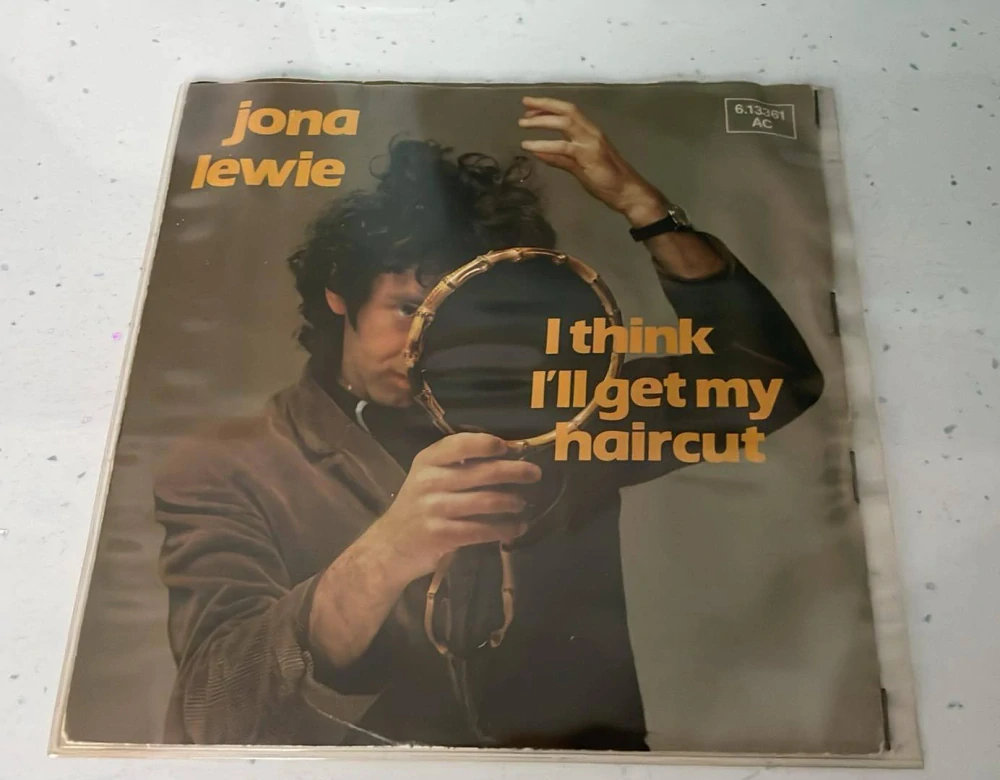 jona
lewie
6.13361
AC
I think
I'll get my
haircut